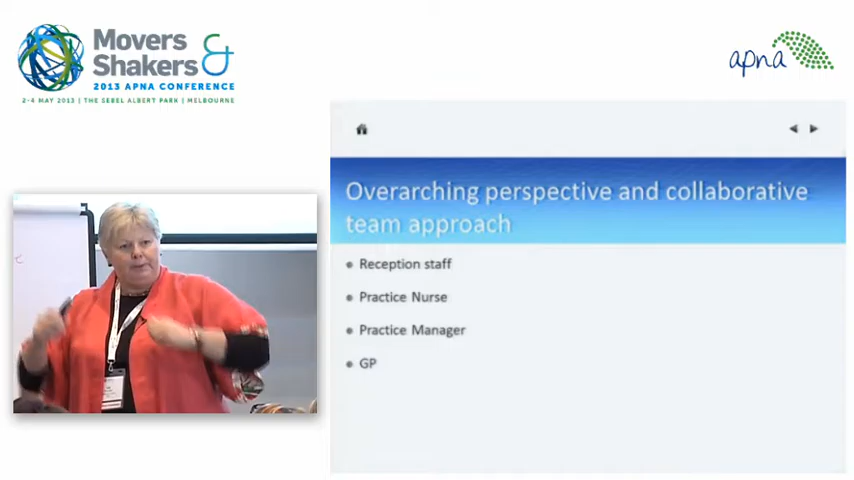 Movers
Shakers &
2013 APNA CONFERENCE
2-4 MAY 2013 | THE SEBEL ALBERT PARK | MELBOURNE
apna
Overarching perspective and collaborative
team approach
Reception staff
Practice Nurse
Practice Manager
GP